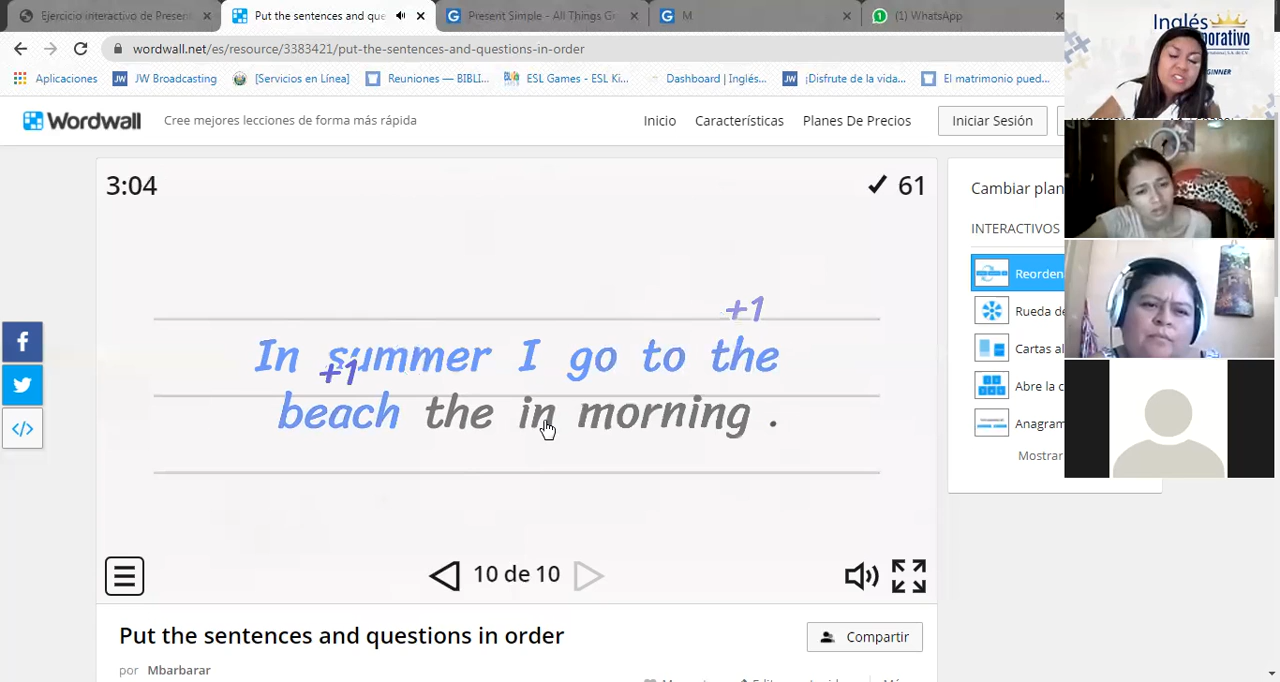 Ejercicio interactivo de Present
Put the sentences and que
Present Simple - All Things Gr
M
(1) WhatsApp
wordwall.net/es/resource/3383421/put-the-sentences-and-questions-in-order
Aplicaciones
JW Broadcasting
[Servicios en Línea]
Reuniones — BIBLI...
ESL Games - ESL Ki...
Dashboard | Inglés...
¡Disfrute de la vida...
El matrimonio pued...
Inglés
porativo
GINNER
Wordwall
Cree mejores lecciones de forma más rápida
Inicio
Características
Planes De Precios
Iniciar Sesión
3:04
61
+1
In summer I go to the
+1
beach the in morning .
10 de 10
Cambiar plan
INTERACTIVOS
Reorden
Rueda de
Cartas al
Abre la c
Anagram
Mostrar
Put the sentences and questions in order
Compartir
por Mbarbarar